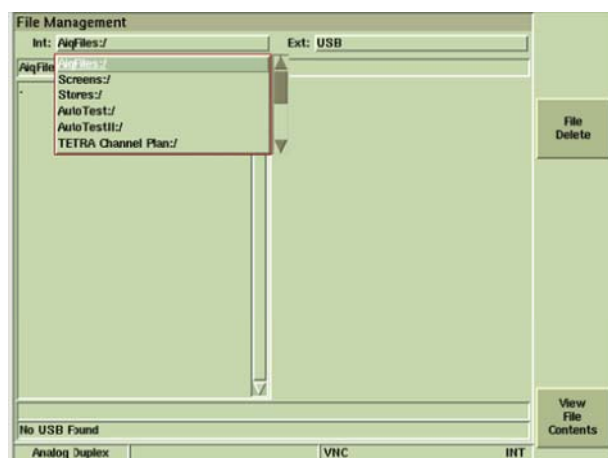 File Management
Int: AiqFiles:/
Ext: USB
AiqFile
AiqFiles:/
Screens:/
Stores:/
AutoTest:/
AutoTestII:/
TETRA Channel Plan:/
File
Delete
View
File
Contents
No USB Found
Analog Duplex
VNC
INT